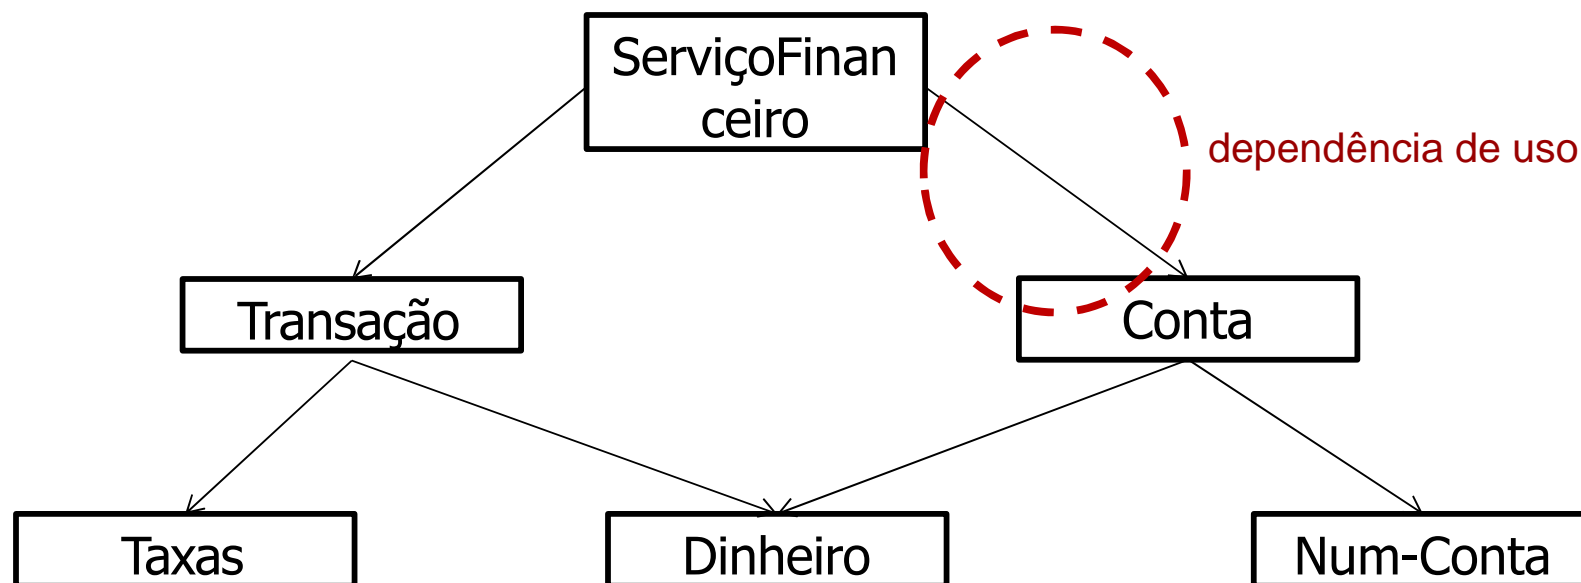 ServiçoFinan
ceiro
dependência de uso
Transação
Conta
Taxas
Dinheiro
Num-Conta